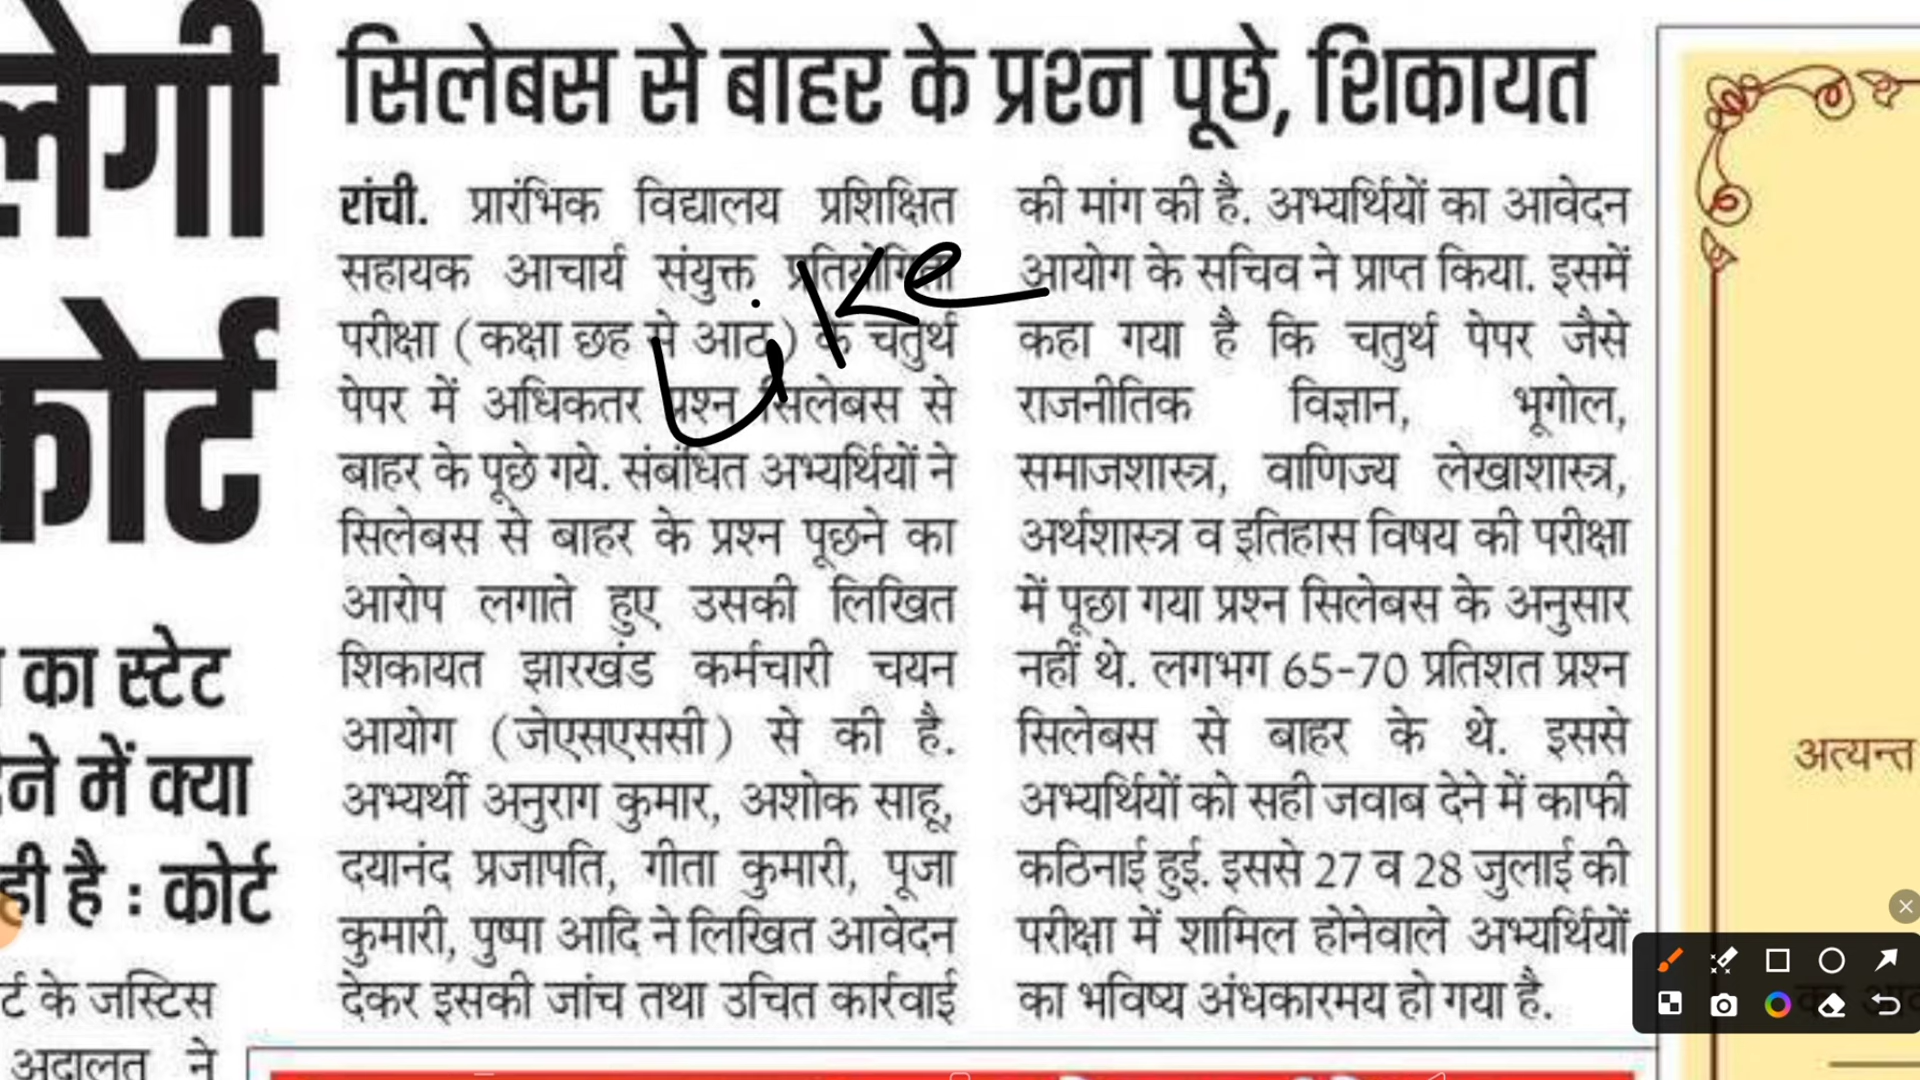 लेगी
कोर्ट
का स्टेट
में क्या
है : कोर्ट
के जस्टिस
अदालत ने
सिलेबस से बाहर के प्रश्न पूछे, शिकायत
रांची. प्रारंभिक विद्यालय प्रशिक्षित
सहायक आचार्य संयुक्त प्रतियोगिता
परीक्षा (कक्षा छह से आठ) के चतुर्थ
पेपर में अधिकतर प्रश्न सिलेबस से
बाहर के पूछे गये. संबंधित अभ्यर्थियों ने
सिलेबस से बाहर के प्रश्न पूछने का
आरोप लगाते हुए उसकी लिखित
शिकायत झारखंड कर्मचारी चयन
आयोग (जेएसएससी) से की है.
अभ्यर्थी अनुराग कुमार, अशोक साहू,
दयानंद प्रजापति, गीता कुमारी, पूजा
कुमारी, पुष्पा आदि ने लिखित आवेदन
देकर इसकी जांच तथा उचित कार्रवाई
Like
की मांग की है. अभ्यर्थियों का आवेदन
आयोग के सचिव ने प्राप्त किया. इसमें
कहा गया है कि चतुर्थ पेपर जैसे
राजनीतिक विज्ञान, भूगोल,
समाजशास्त्र, वाणिज्य लेखाशास्त्र,
अर्थशास्त्र व इतिहास विषय की परीक्षा
में पूछा गया प्रश्न सिलेबस के अनुसार
नहीं थे. लगभग 65-70 प्रतिशत प्रश्न
सिलेबस से बाहर के थे. इससे
अभ्यर्थियों को सही जवाब देने में काफी
कठिनाई हुई. इससे 27 व 28 जुलाई की
परीक्षा में शामिल होनेवाले अभ्यर्थियों
का भविष्य अंधकारमय हो गया है.
अत्यन्त